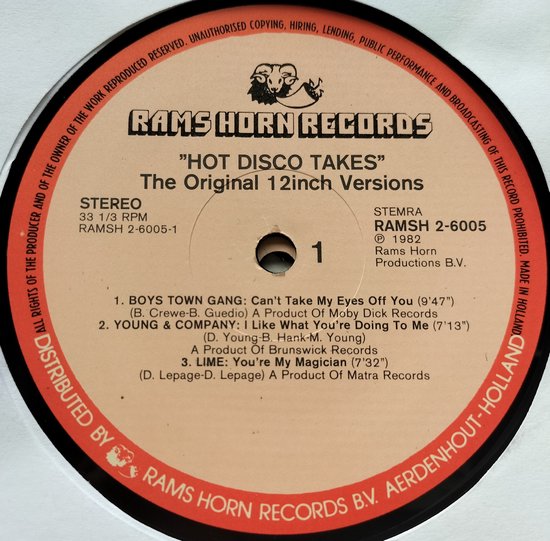 ALL RIGHTS OF THE PRODUCER AND OF THE OWNER OF THE WORK REPRODUCED RESERVED. UNAUTHORISED COPYING, HIRING, LENDING, PUBLIC PERFORMANCE AND BROADCASTING OF THIS RECORD PROHIBITED. MADE IN HOLLAND
RAMS HORN RECORDS
"HOT DISCO TAKES"
The Original 12inch Versions
STEREO
33 1/3 RPM
RAMSH 2-6005-1
1
STEMRA
RAMSH 2-6005
℗ 1982
Rams Horn
Productions B.V.
1. BOYS TOWN GANG: Can't Take My Eyes Off You (9'47")
(B. Crewe-B. Guedio) A Product Of Moby Dick Records
2. YOUNG & COMPANY: I Like What You're Doing To Me (7'13")
(D. Young-B. Hank-M. Young)
A Product Of Brunswick Records
3. LIME: You're My Magician (7'32")
(D. Lepage-D. Lepage) A Product Of Matra Records
DISTRIBUTED BY RAMS HORN RECORDS B.V. AERDENHOUT-HOLLAND